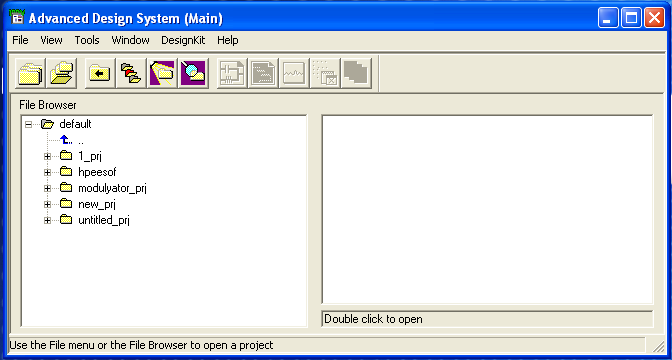 Advanced Design System (Main)
File View Tools Window DesignKit Help
File Browser
default
..
1_prj
hpeesof
modulyator_prj
new_prj
untitled_prj
Double click to open
Use the File menu or the File Browser to open a project